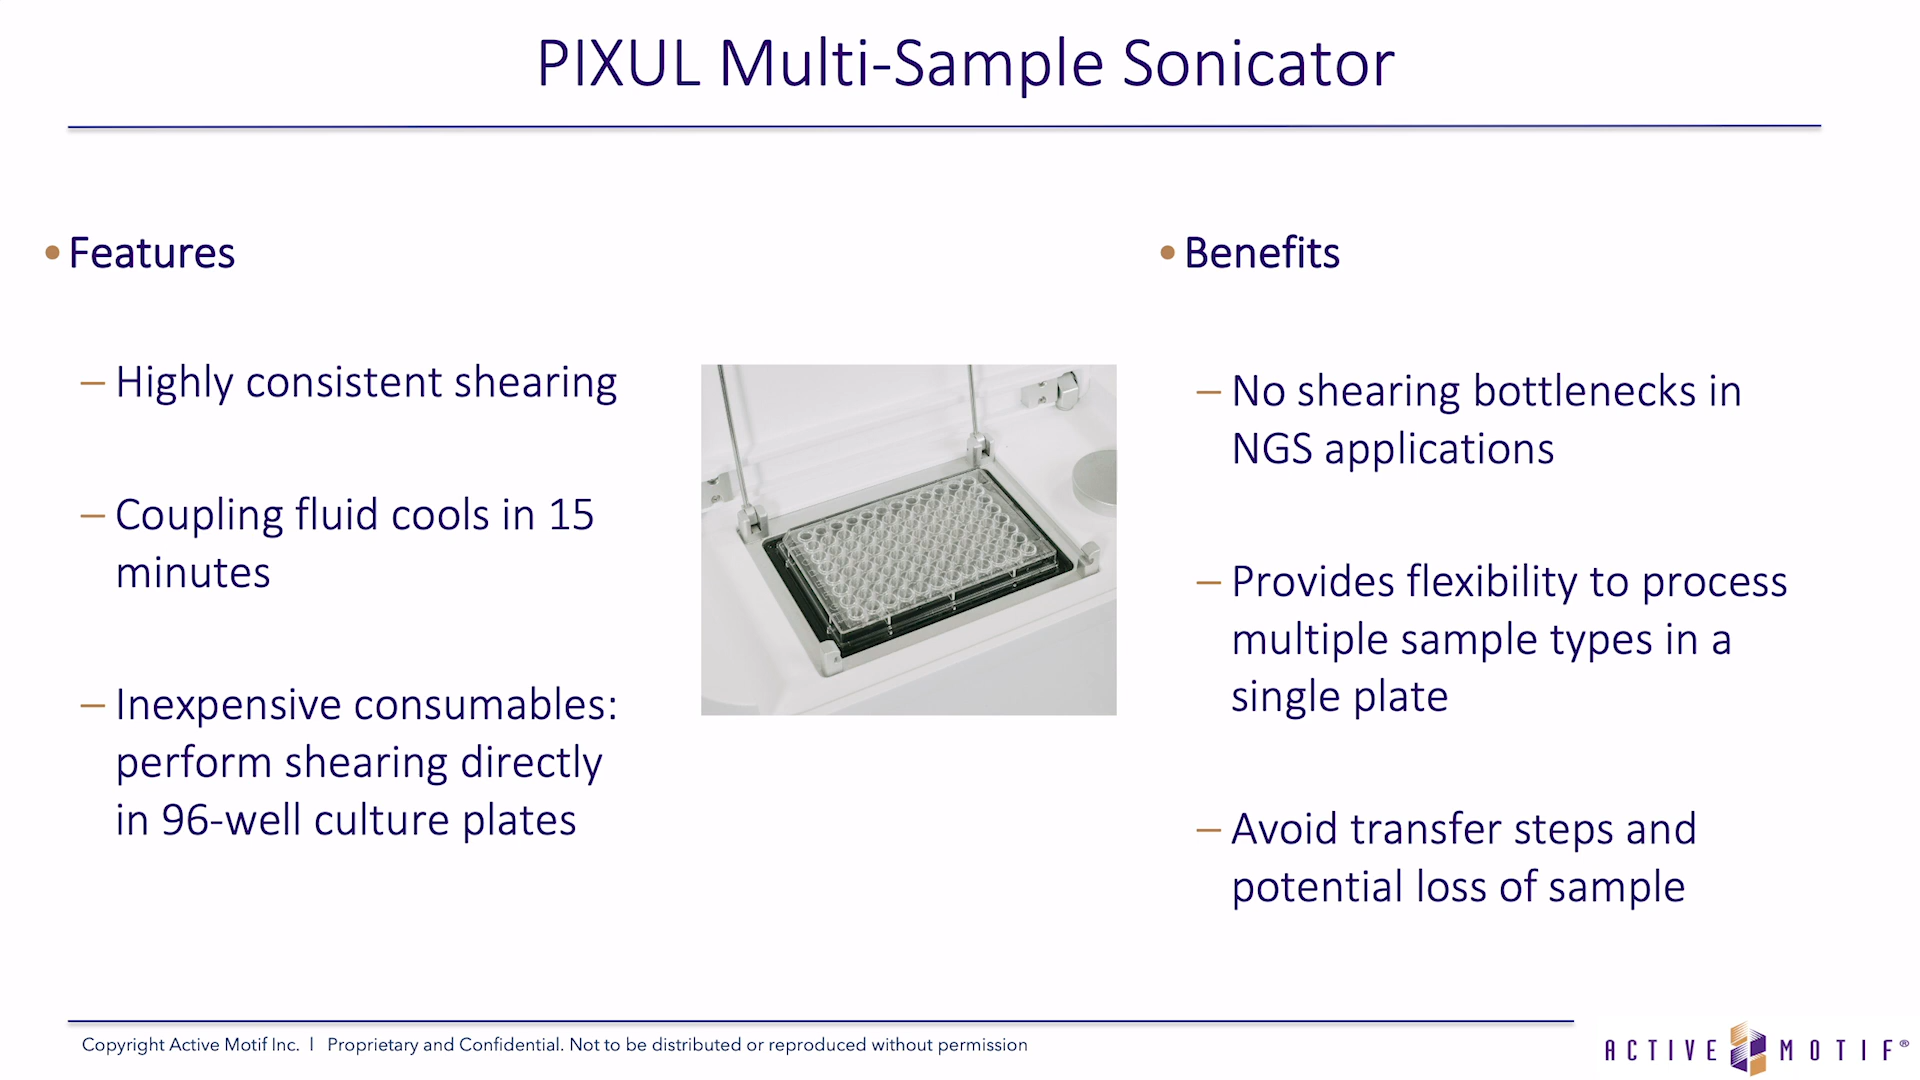 PIXUL Multi-Sample Sonicator
• Features
– Highly consistent shearing
– Coupling fluid cools in 15
minutes
– Inexpensive consumables:
perform shearing directly
in 96-well culture plates
• Benefits
– No shearing bottlenecks in
NGS applications
– Provides flexibility to process
multiple sample types in a
single plate
– Avoid transfer steps and
potential loss of sample
Copyright Active Motif Inc. | Proprietary and Confidential. Not to be distributed or reproduced without permission
ACTIVE MOTIF®